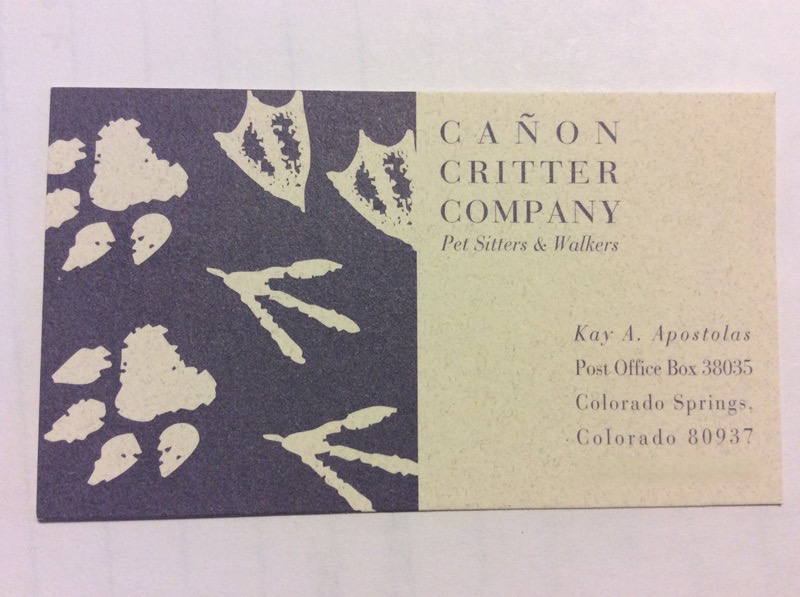 CAÑON
CRITTER
COMPANY
Pet Sitters & Walkers
Kay A. Apostolas
Post Office Box 38035
Colorado Springs,
Colorado 80937